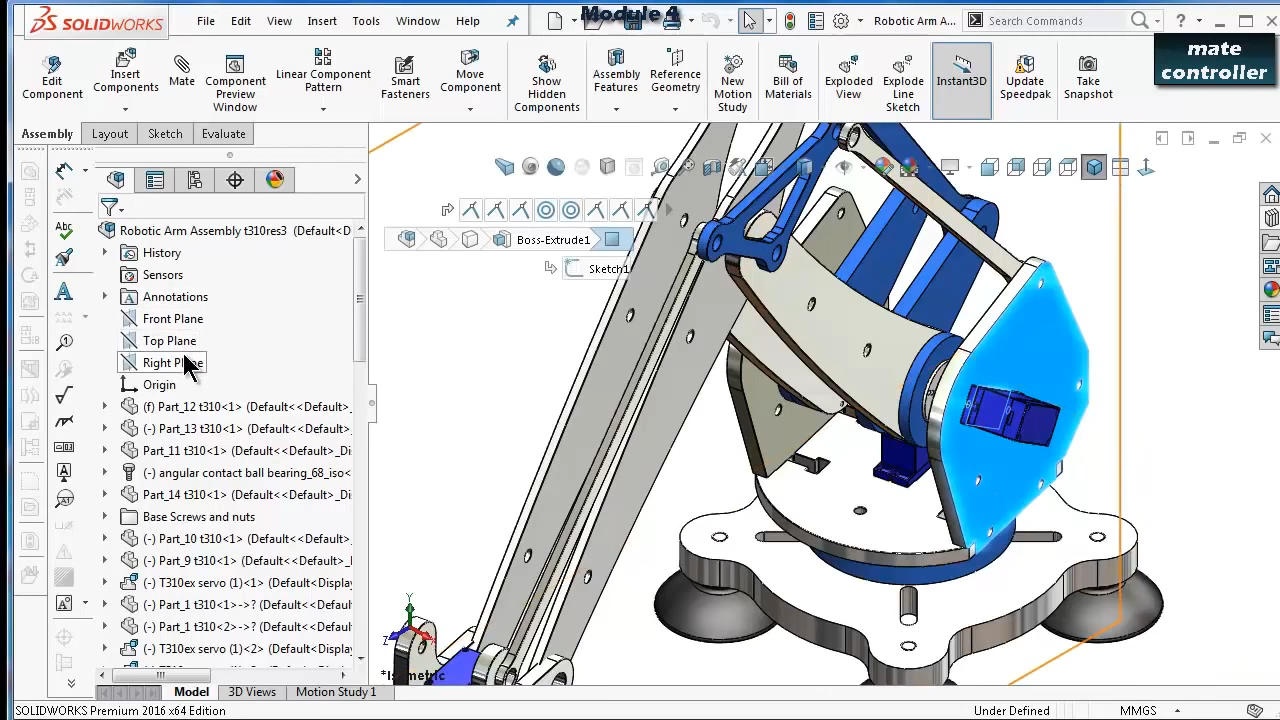 SOLIDWORKS
File Edit View Insert Tools Window Help
Module 4
Robotic Arm A...
mate
controller
Edit
Component
Insert
Components
Mate
Component
Preview
Window
Linear Component
Pattern
Smart
Fasteners
Move
Component
Show
Hidden
Components
Assembly
Features
Reference
Geometry
New
Motion
Study
Bill of
Materials
Exploded
View
Explode
Line
Sketch
Instant3D
Update
Speedpak
Take
Snapshot
Assembly Layout Sketch Evaluate
Robotic Arm Assembly t310res3 (Default<D
History
Sensors
Annotations
Front Plane
Top Plane
Right Plane
Origin
(f) Part_12 t310<1> (Default<<Default>_
(-) Part_13 t310<1> (Default<<Default>_
Part_11 t310<1> (Default<<Default>_Dis
(-) angular contact ball bearing_68_iso<
Part_14 t310<1> (Default<<Default>_Di
Base Screws and nuts
(-) Part_10 t310<1> (Default<<Default>_
(-) Part_9 t310<1> (Default<<Default>_
(-) T310ex servo (1)<1> (Default<Display
(-) Part_1 t310<1>->? (Default<<Default
(-) Part_1 t310<2>->? (Default<<Default
(-) T310ex servo (1)<2> (Default<Display
Boss-Extrude1
Sketch1
Y
Z
*Isometric
Model 3D Views Motion Study 1
SOLIDWORKS Premium 2016 x64 Edition
Under Defined
MMGS